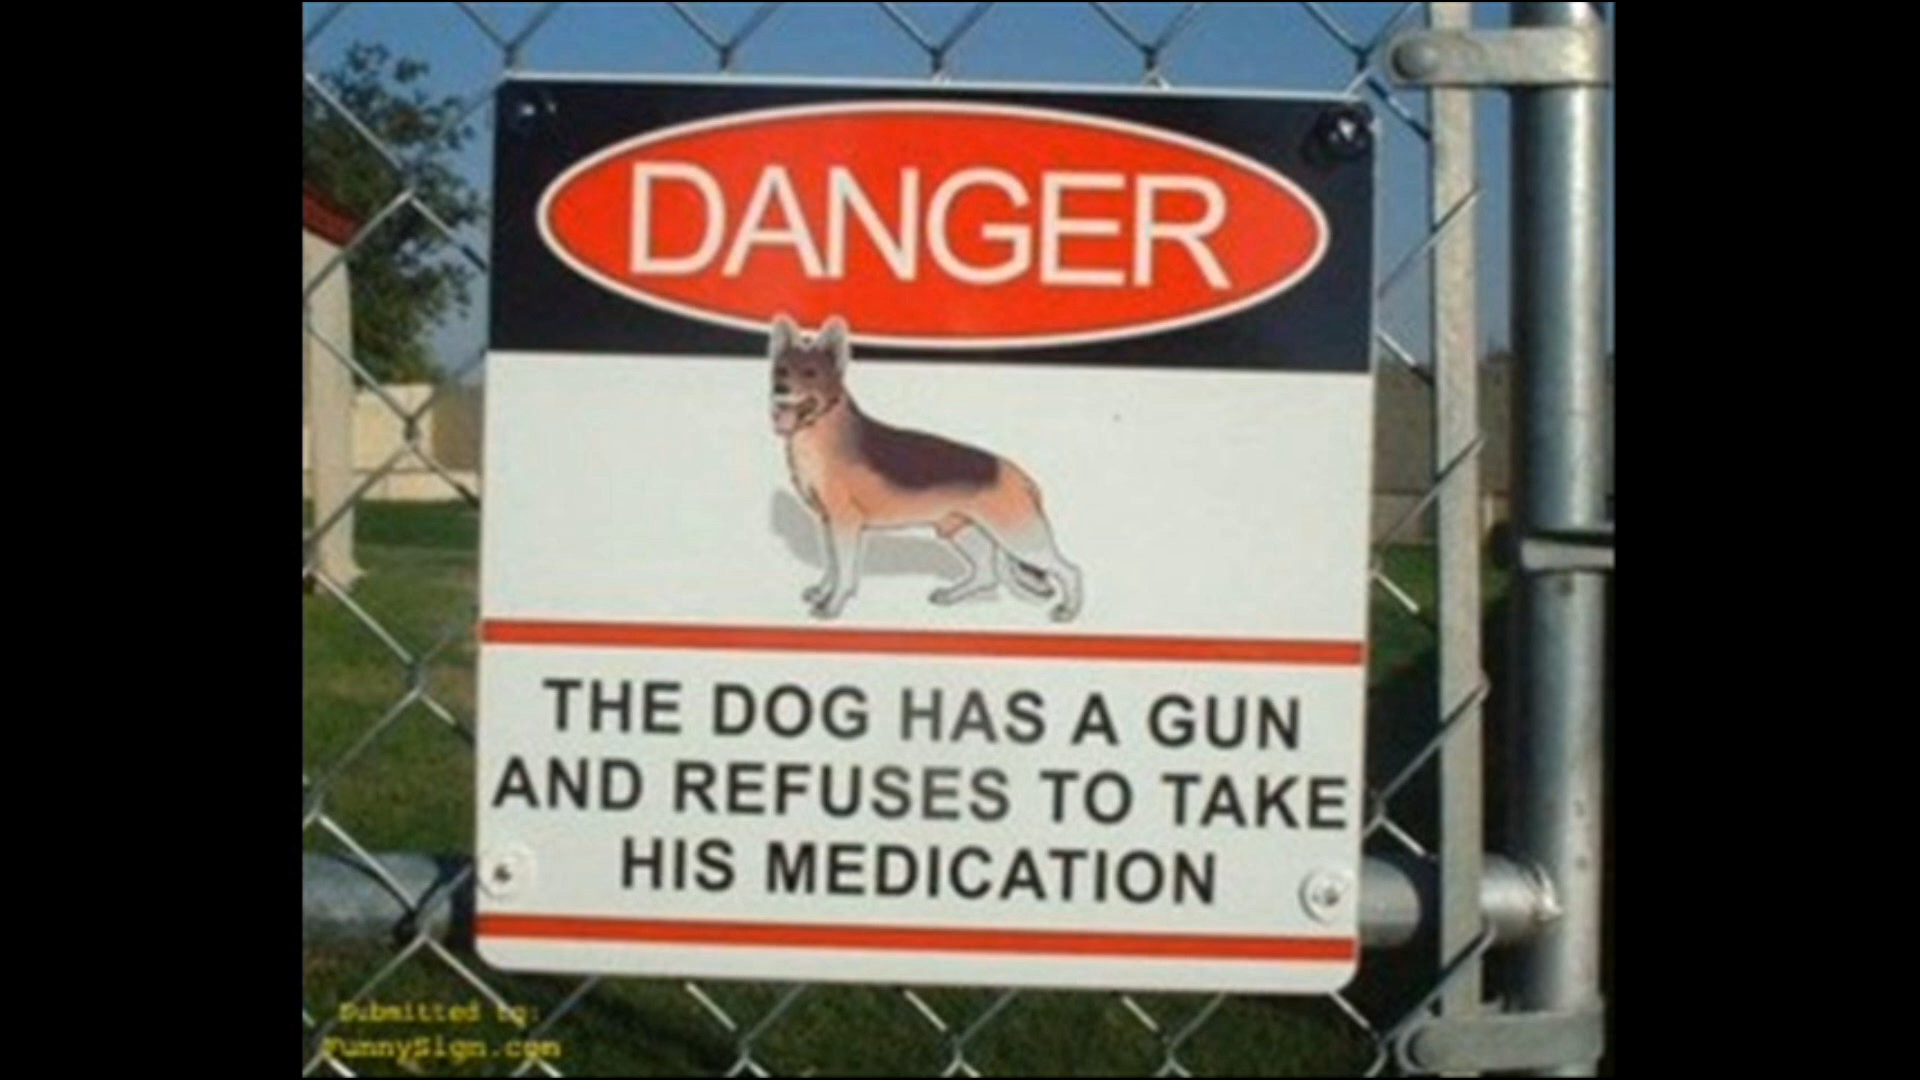 DANGER
THE DOG HAS A GUN
AND REFUSES TO TAKE
HIS MEDICATION
Submitted to:
FunnySign.com